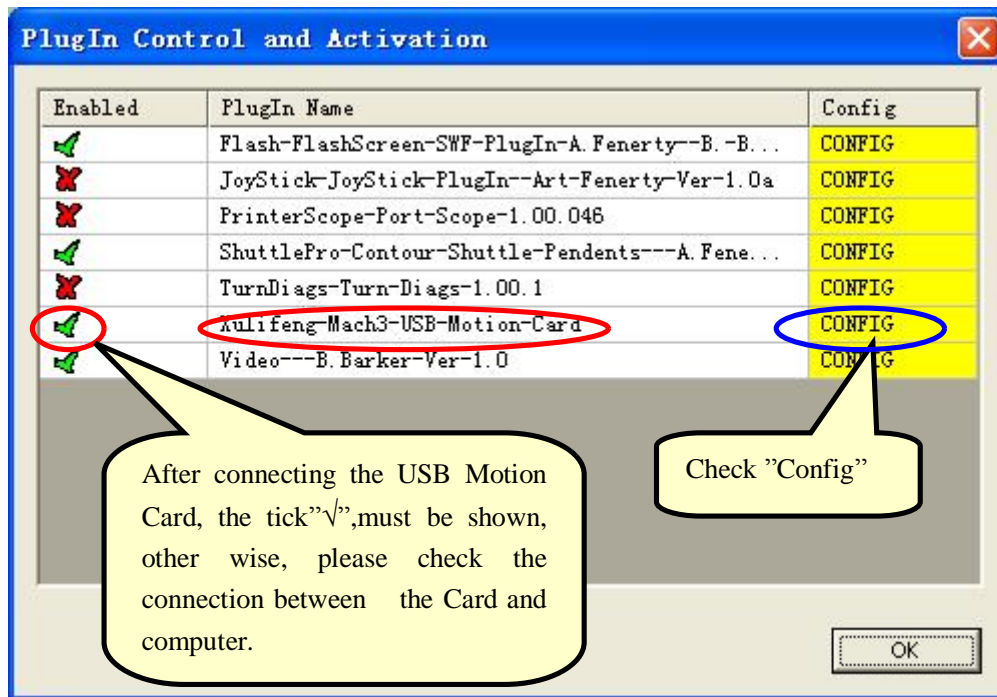 PlugIn Control and Activation
Enabled PlugIn Name Config
Flash-FlashScreen-SWF-PlugIn-A.Fenerty--B.-B... CONFIG
JoyStick-JoyStick-PlugIn--Art-Fenerty-Ver-1.0a CONFIG
PrinterScope-Port-Scope-1.00.046 CONFIG
ShuttlePro-Contour-Shuttle-Pendents---A.Fene... CONFIG
TurnDiags-Turn-Diags-1.00.1 CONFIG
Xulifeng-Mach3-USB-Motion-Card CONFIG
Video---B.Barker-Ver-1.0 CONFIG
After connecting the USB Motion
Card, the tick”√”,must be shown,
other wise, please check the
connection between the Card and
computer.
Check ”Config”
OK